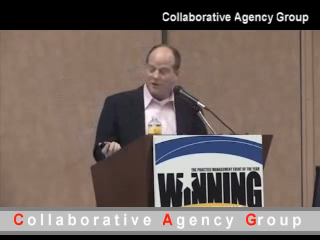 Collaborative Agency Group
THE PRACTICE MANAGEMENT EVENT OF THE YEAR
WINNING
Collaborative Agency Group